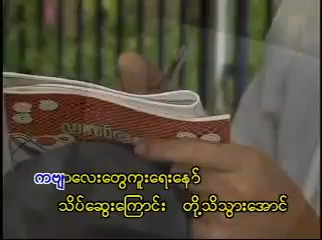 ကဗျာလေးတွေကူးရေးနော်
သိပ်ဆွေးကြောင်း တို့သိသွားအောင်